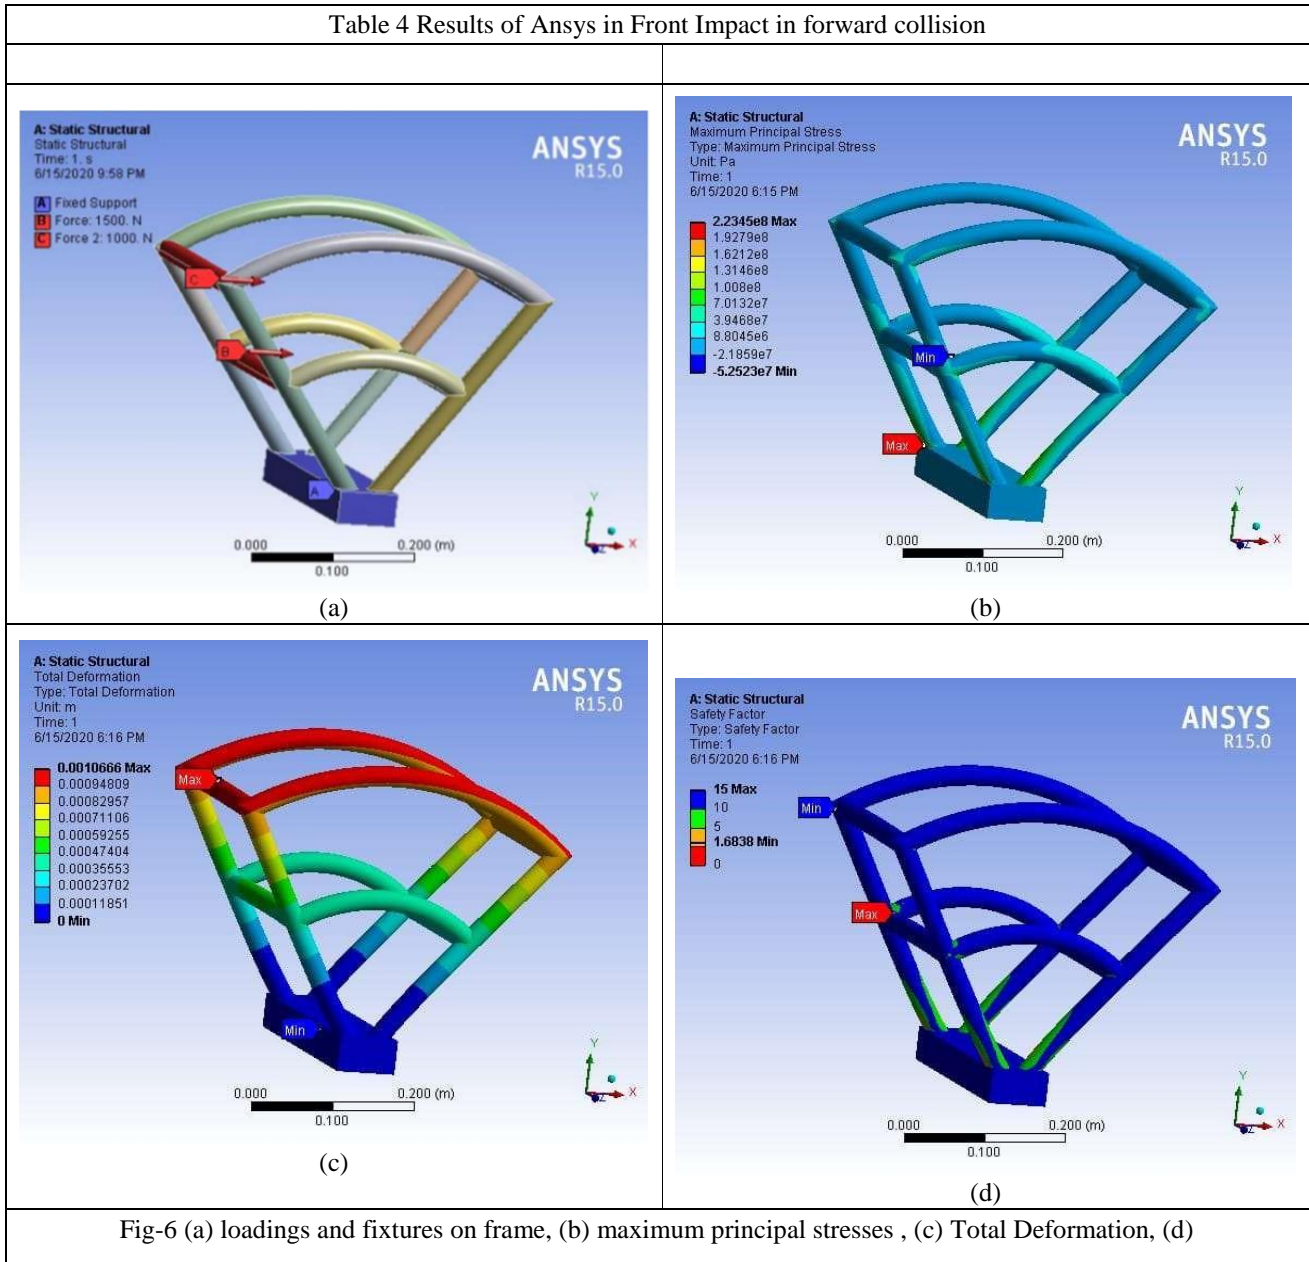 Table 4 Results of Ansys in Front Impact in forward collision
A: Static Structural
Static Structural
Time: 1. s
6/15/2020 9:58 PM
A Fixed Support
B Force: 1500. N
C Force 2: 1000. N
ANSYS
R15.0
C
B
A
0.000 0.200 (m)
0.100
Y
X
Z
(a)
A: Static Structural
Maximum Principal Stress
Type: Maximum Principal Stress
Unit: Pa
Time: 1
6/15/2020 6:15 PM
2.2345e8 Max
1.9279e8
1.6212e8
1.3146e8
1.008e8
7.0132e7
3.9468e7
8.8045e6
-2.1859e7
-5.2523e7 Min
ANSYS
R15.0
Min
Max
0.000 0.200 (m)
0.100
Y
X
Z
(b)
A: Static Structural
Total Deformation
Type: Total Deformation
Unit: m
Time: 1
6/15/2020 6:16 PM
0.0010666 Max
0.00094809
0.00082957
0.00071106
0.00059255
0.00047404
0.00035553
0.00023702
0.00011851
0 Min
ANSYS
R15.0
Max
Min
0.000 0.200 (m)
0.100
Y
X
Z
(c)
A: Static Structural
Safety Factor
Type: Safety Factor
Time: 1
6/15/2020 6:16 PM
15 Max
10
5
1.6838 Min
0
ANSYS
R15.0
Min
Max
0.000 0.200 (m)
0.100
Y
X
Z
(d)
Fig-6 (a) loadings and fixtures on frame, (b) maximum principal stresses , (c) Total Deformation, (d)